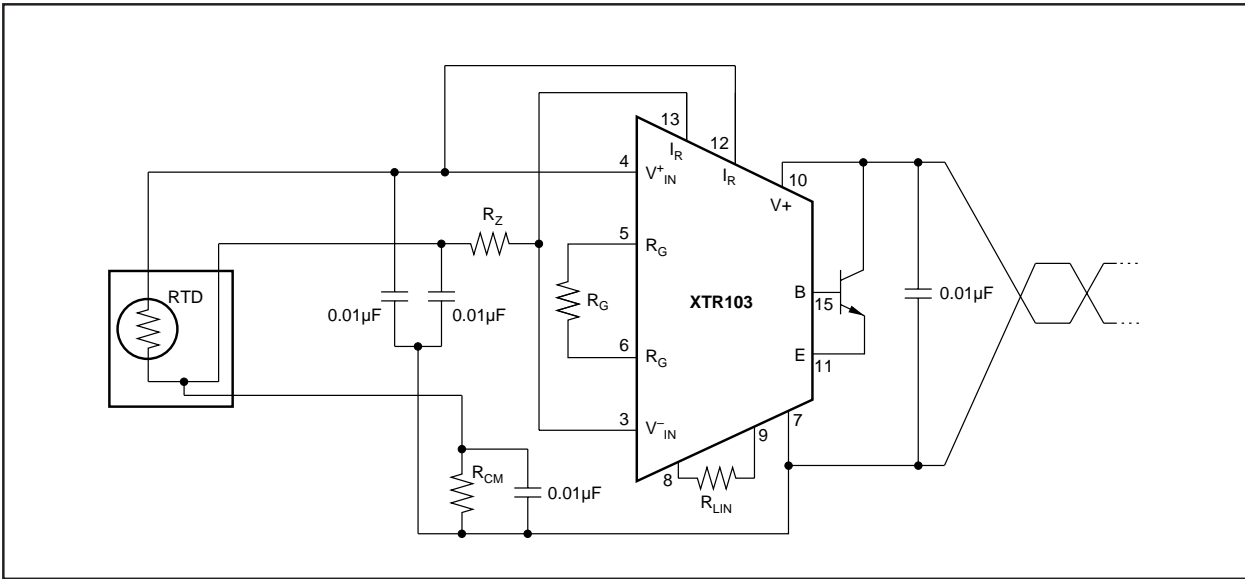 13
12
I_R
I_R
4
V⁺_IN
10
V+
R_Z
5
R_G
RTD
B
0.01µF
0.01µF
R_G
XTR103
15
0.01µF
6
R_G
E
11
3
V⁻_IN
9
7
R_CM
0.01µF
8
R_LIN